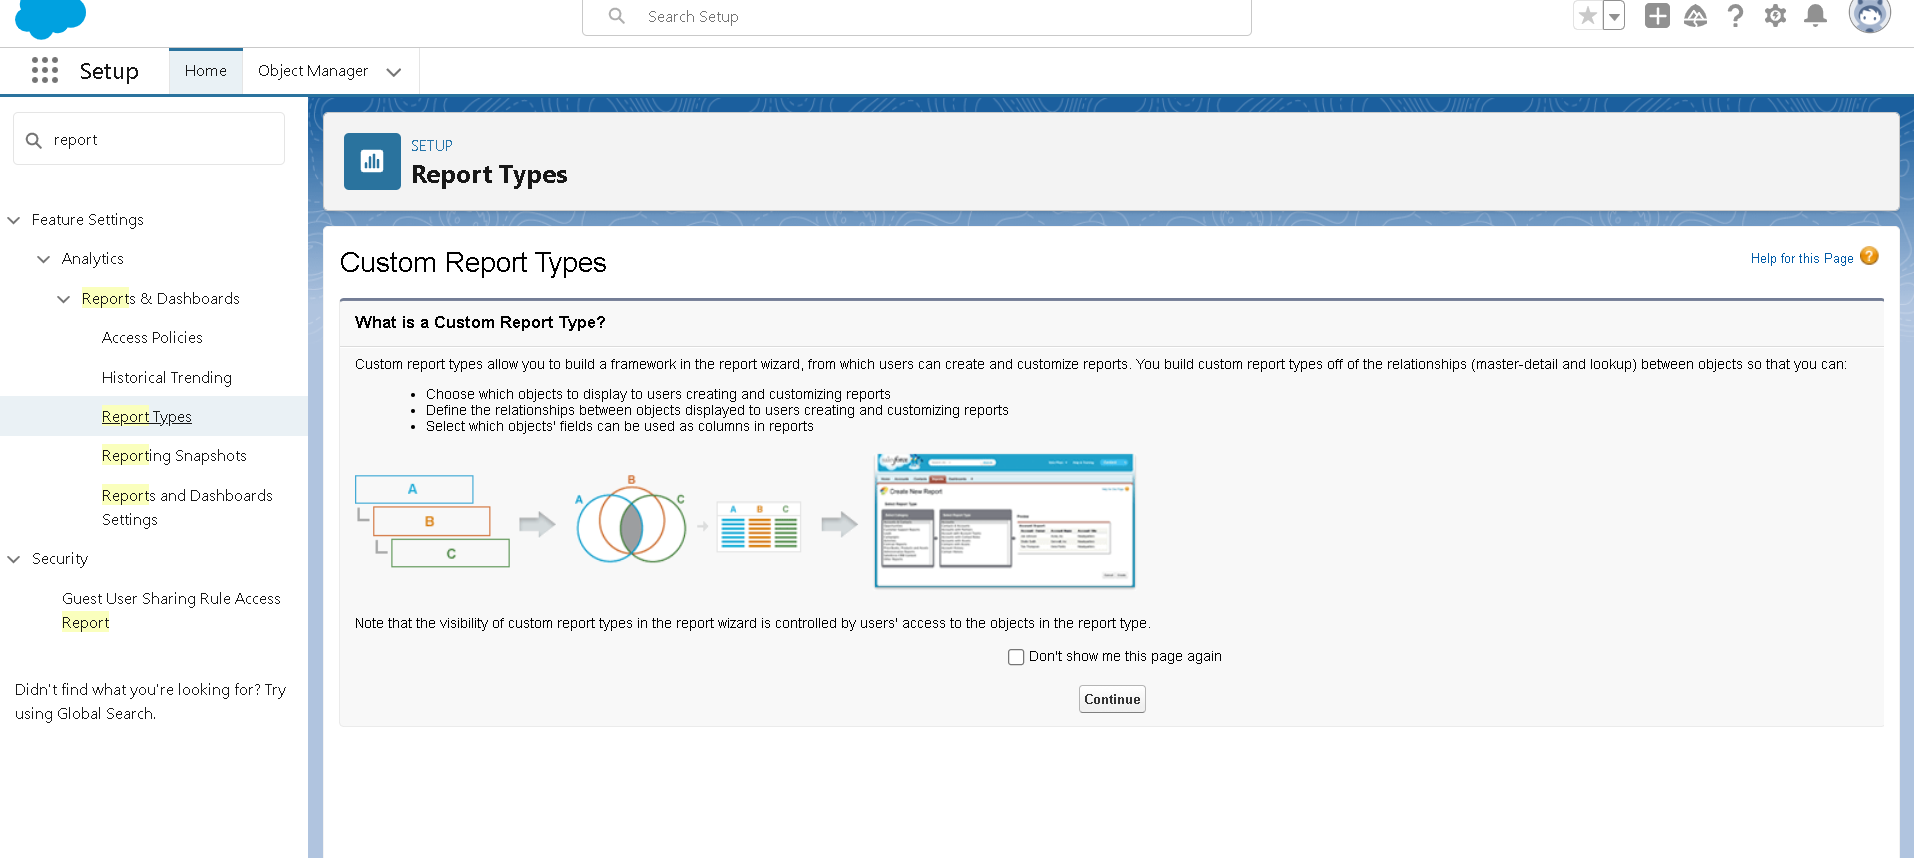 Search Setup
Setup
Home
Object Manager
report
Feature Settings
Analytics
Reports & Dashboards
Access Policies
Historical Trending
Report Types
Reporting Snapshots
Reports and Dashboards
Settings
Security
Guest User Sharing Rule Access
Report
Didn't find what you're looking for? Try
using Global Search.
SETUP
Report Types
Custom Report Types
Help for this Page
What is a Custom Report Type?
Custom report types allow you to build a framework in the report wizard, from which users can create and customize reports. You build custom report types off of the relationships (master-detail and lookup) between objects so that you can:
• Choose which objects to display to users creating and customizing reports
• Define the relationships between objects displayed to users creating and customizing reports
• Select which objects' fields can be used as columns in reports
A
B
C
A
B
C
A B C
Create New Report
Note that the visibility of custom report types in the report wizard is controlled by users' access to the objects in the report type.
Don't show me this page again
Continue